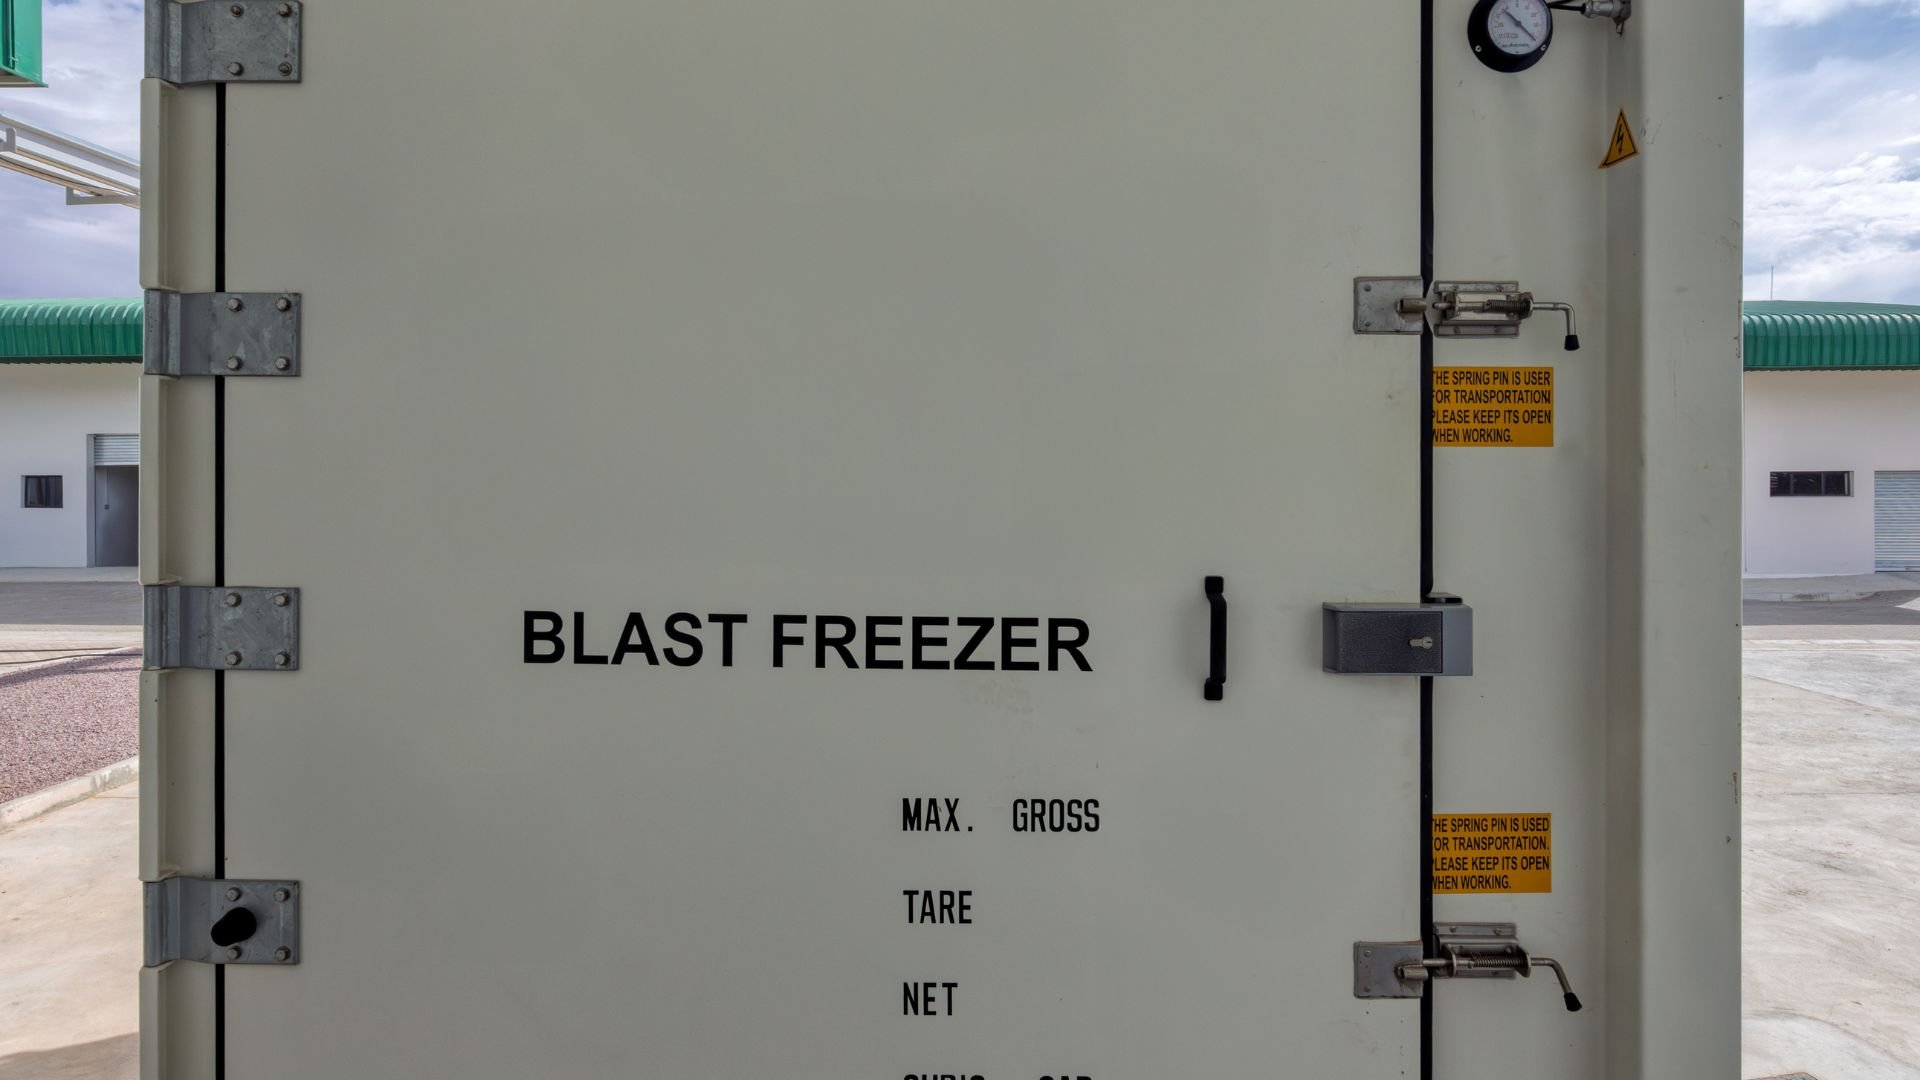 THE SPRING PIN IS USER
FOR TRANSPORTATION
PLEASE KEEP ITS OPEN
WHEN WORKING.
BLAST FREEZER
MAX. GROSS
THE SPRING PIN IS USED
FOR TRANSPORTATION.
PLEASE KEEP ITS OPEN
WHEN WORKING.
TARE
NET